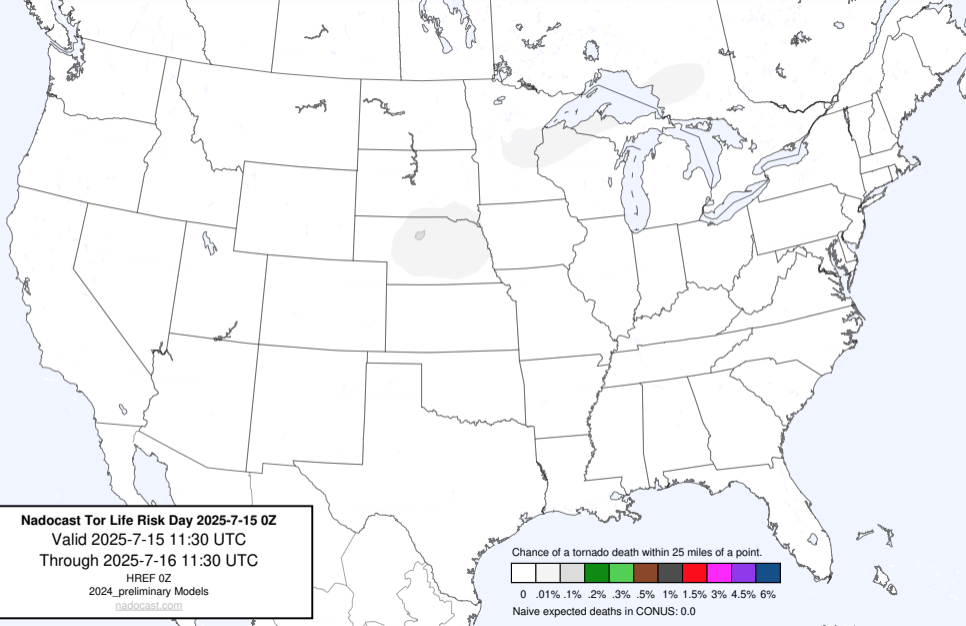 Nadocast Tor Life Risk Day 2025-7-15 0Z
Valid 2025-7-15 11:30 UTC
Through 2025-7-16 11:30 UTC
HREF 0Z
2024_preliminary Models
nadocast.com
Chance of a tornado death within 25 miles of a point.
0 .01% .1% .2% .3% .5% 1% 1.5% 3% 4.5% 6%
Naive expected deaths in CONUS: 0.0